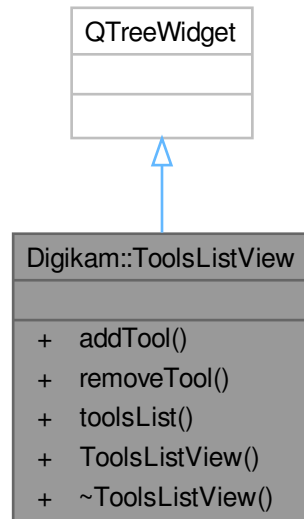 QTreeWidget
Digikam::ToolsListView
+ addTool()
+ removeTool()
+ toolsList()
+ ToolsListView()
+ ~ToolsListView()